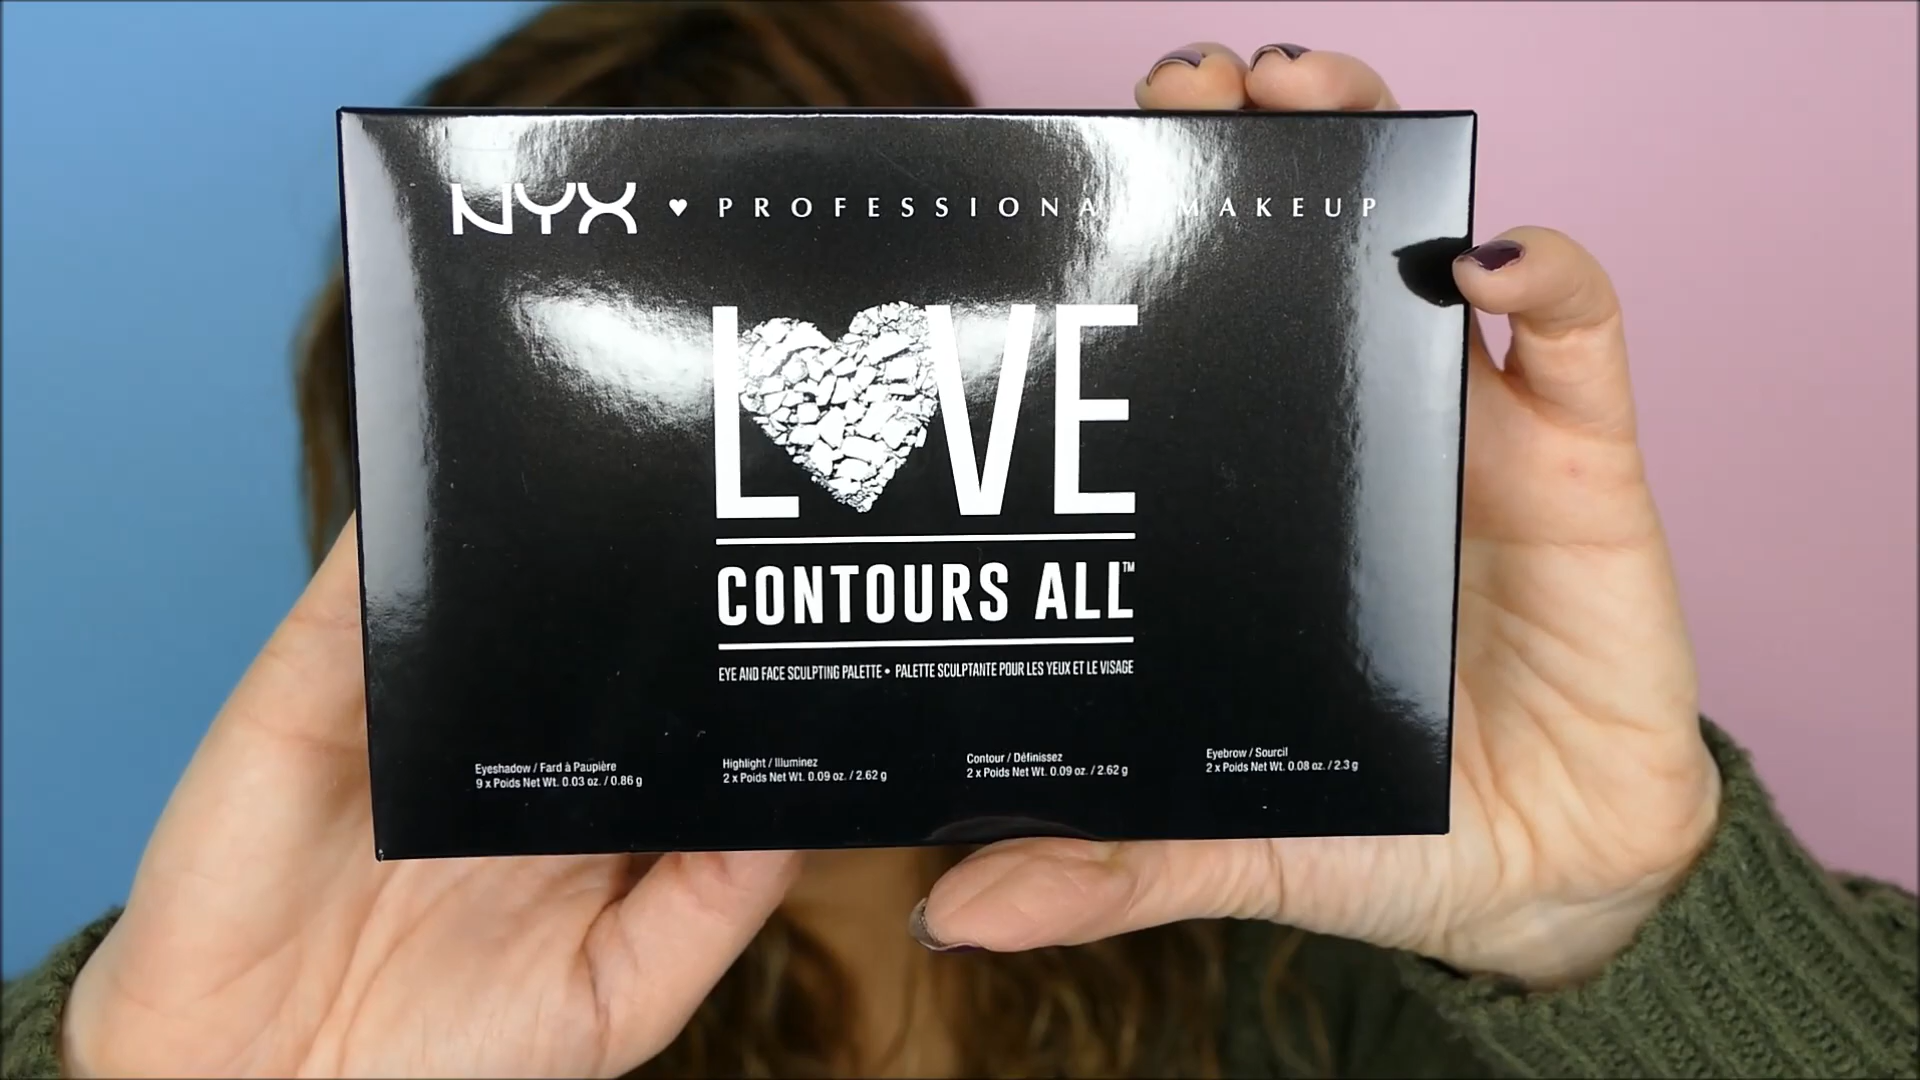 NYX ♥ PROFESSIONAL MAKEUP
LOVE
CONTOURS ALL™
EYE AND FACE SCULPTING PALETTE • PALETTE SCULPTANTE POUR LES YEUX ET LE VISAGE
Eyeshadow / Fard à Paupière
9 x Poids Net Wt. 0.03 oz. / 0.86 g
Highlight / Illuminez
2 x Poids Net Wt. 0.09 oz. / 2.62 g
Contour / Définissez
2 x Poids Net Wt. 0.09 oz. / 2.62 g
Eyebrow / Sourcil
2 x Poids Net Wt. 0.08 oz. / 2.3 g